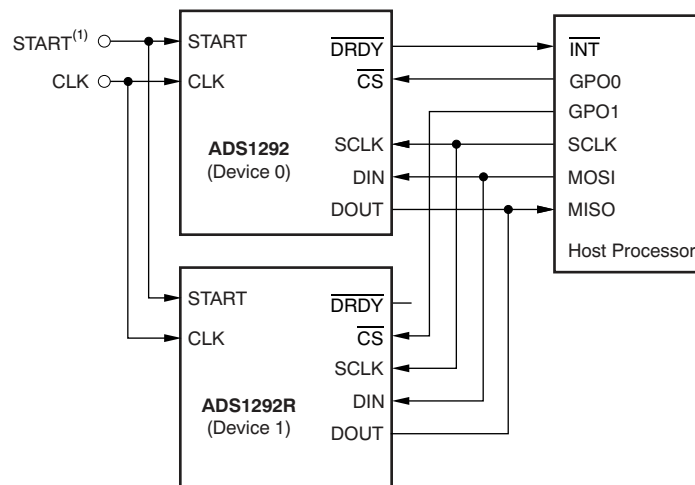 START(1)
CLK
START
CLK
ADS1292
(Device 0)
DRDY
CS
SCLK
DIN
DOUT
INT
GPO0
GPO1
SCLK
MOSI
MISO
Host Processor
START
CLK
ADS1292R
(Device 1)
DRDY
CS
SCLK
DIN
DOUT